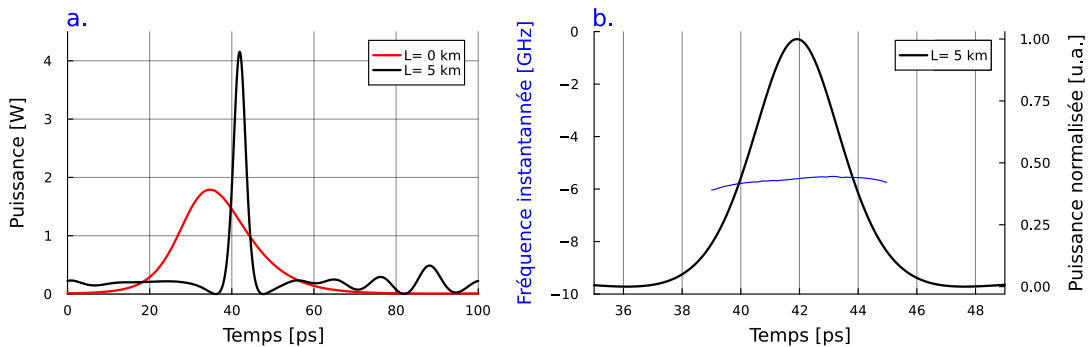 a.
Puissance [W]
4
3
2
1
0
L= 0 km
L= 5 km
0 20 40 60 80 100
Temps [ps]
b.
Fréquence instantannée [GHz]
0
−2
−4
−6
−8
−10
L= 5 km
1.00
0.75
0.50
0.25
0.00
Puissance normalisée [u.a.]
36 38 40 42 44 46 48
Temps [ps]